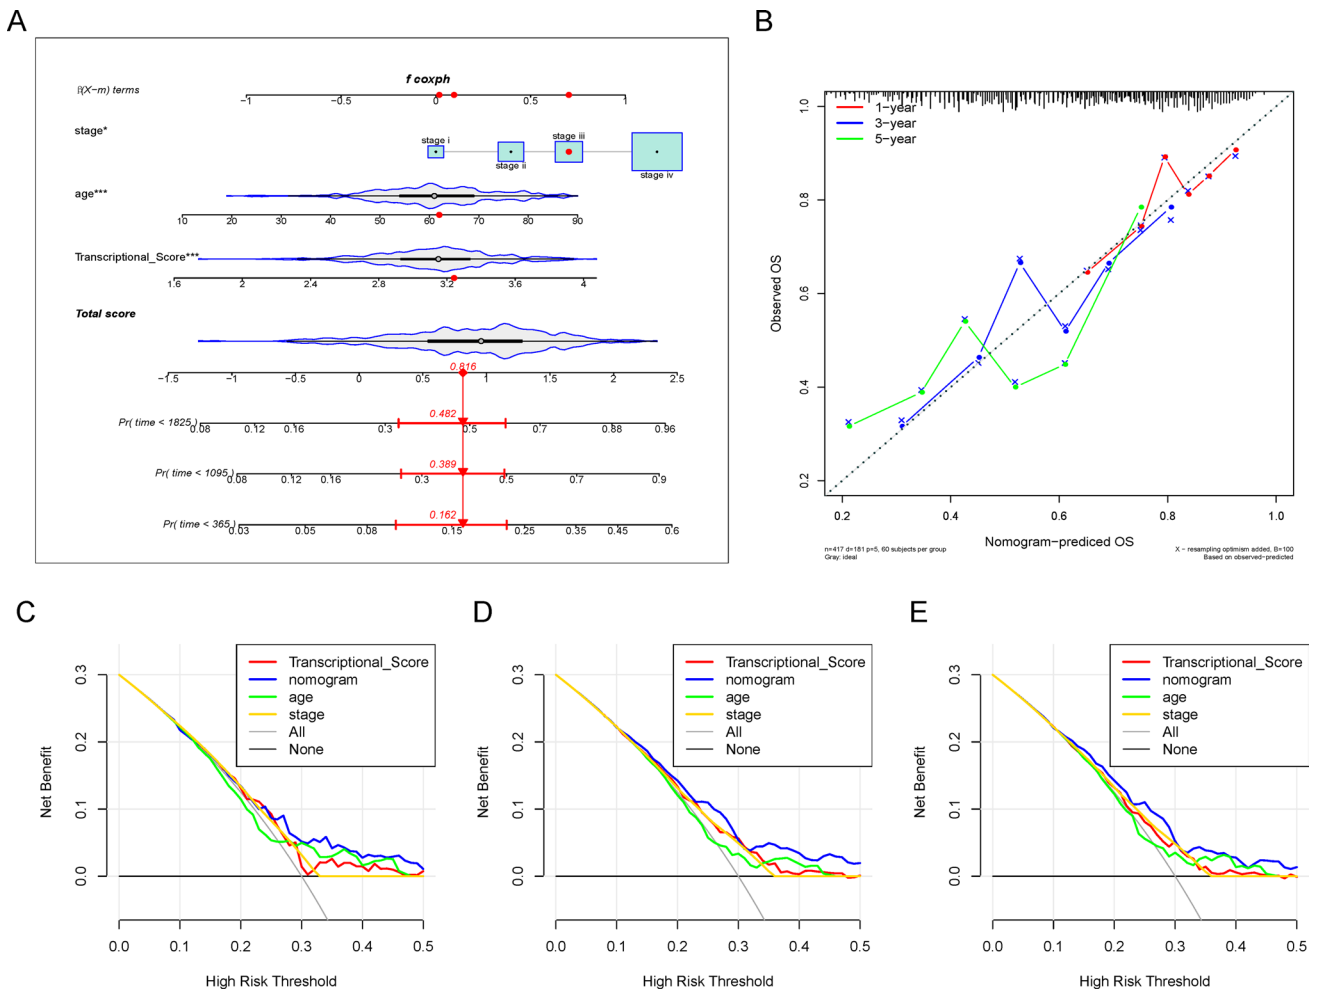 A
f coxph
β(X−m) terms
−1 −0.5 0 0.5 1
stage*
stage i
stage ii
stage iii
stage iv
age***
10 20 30 40 50 60 70 80 90
Transcriptional_Score***
1.6 2 2.4 2.8 3.2 3.6 4
Total score
0.816
−1.5 −1 −0.5 0 0.5 1 1.5 2 2.5
0.482
Pr( time < 1825 )
0.08 0.12 0.16 0.3 0.5 0.7 0.88 0.96
0.389
Pr( time < 1095 )
0.08 0.12 0.16 0.3 0.5 0.7 0.9
0.162
Pr( time < 365 )
0.03 0.05 0.08 0.15 0.25 0.35 0.45 0.6
B
1−year
3−year
5−year
Observed OS
0.2 0.4 0.6 0.8 1.0
0.2 0.4 0.6 0.8 1.0
Nomogram−prediced OS
n=417 d=181 p=5, 60 subjects per group
Gray: ideal
X − resampling optimism added, B=100
Based on observed−predicted
C
Transcriptional_Score
nomogram
age
stage
All
None
Net Benefit
0.0 0.1 0.2 0.3
0.0 0.1 0.2 0.3 0.4 0.5
High Risk Threshold
D
Transcriptional_Score
nomogram
age
stage
All
None
Net Benefit
0.0 0.1 0.2 0.3
0.0 0.1 0.2 0.3 0.4 0.5
High Risk Threshold
E
Transcriptional_Score
nomogram
age
stage
All
None
Net Benefit
0.0 0.1 0.2 0.3
0.0 0.1 0.2 0.3 0.4 0.5
High Risk Threshold